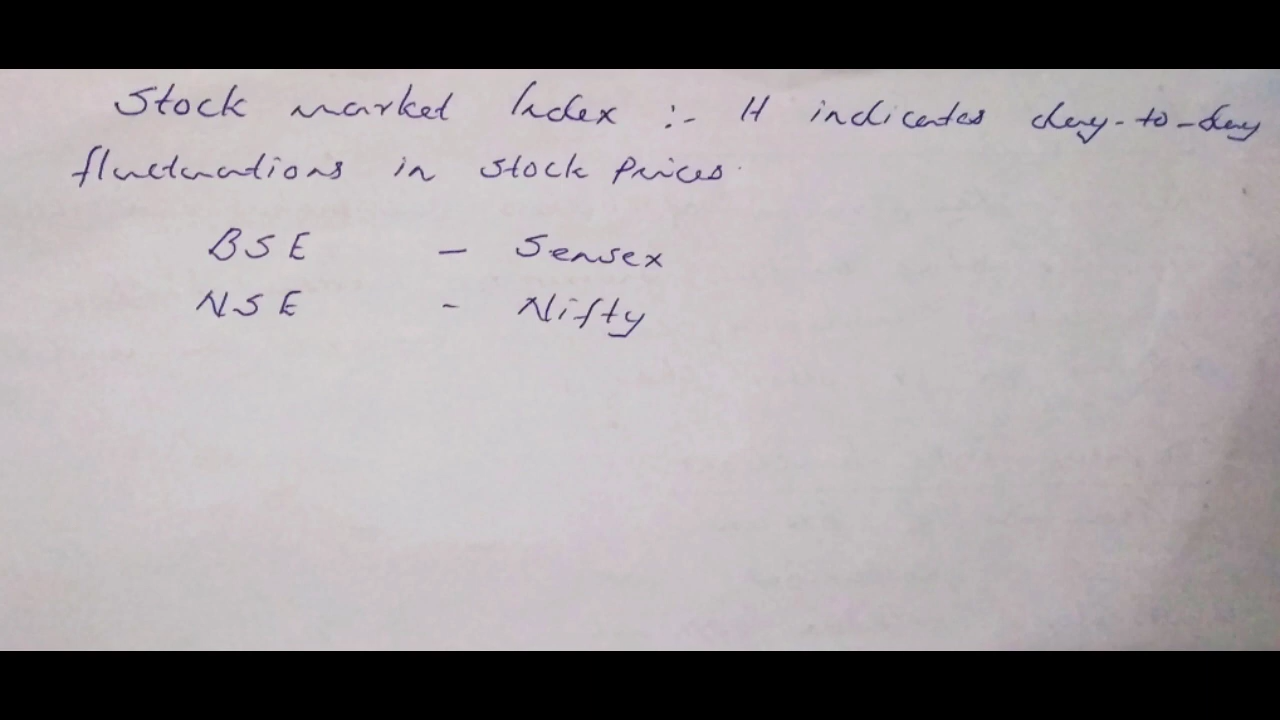 Stock market Index :- It indicates day-to-day
fluctuations in stock prices.
BSE - Sensex
NSE - Nifty